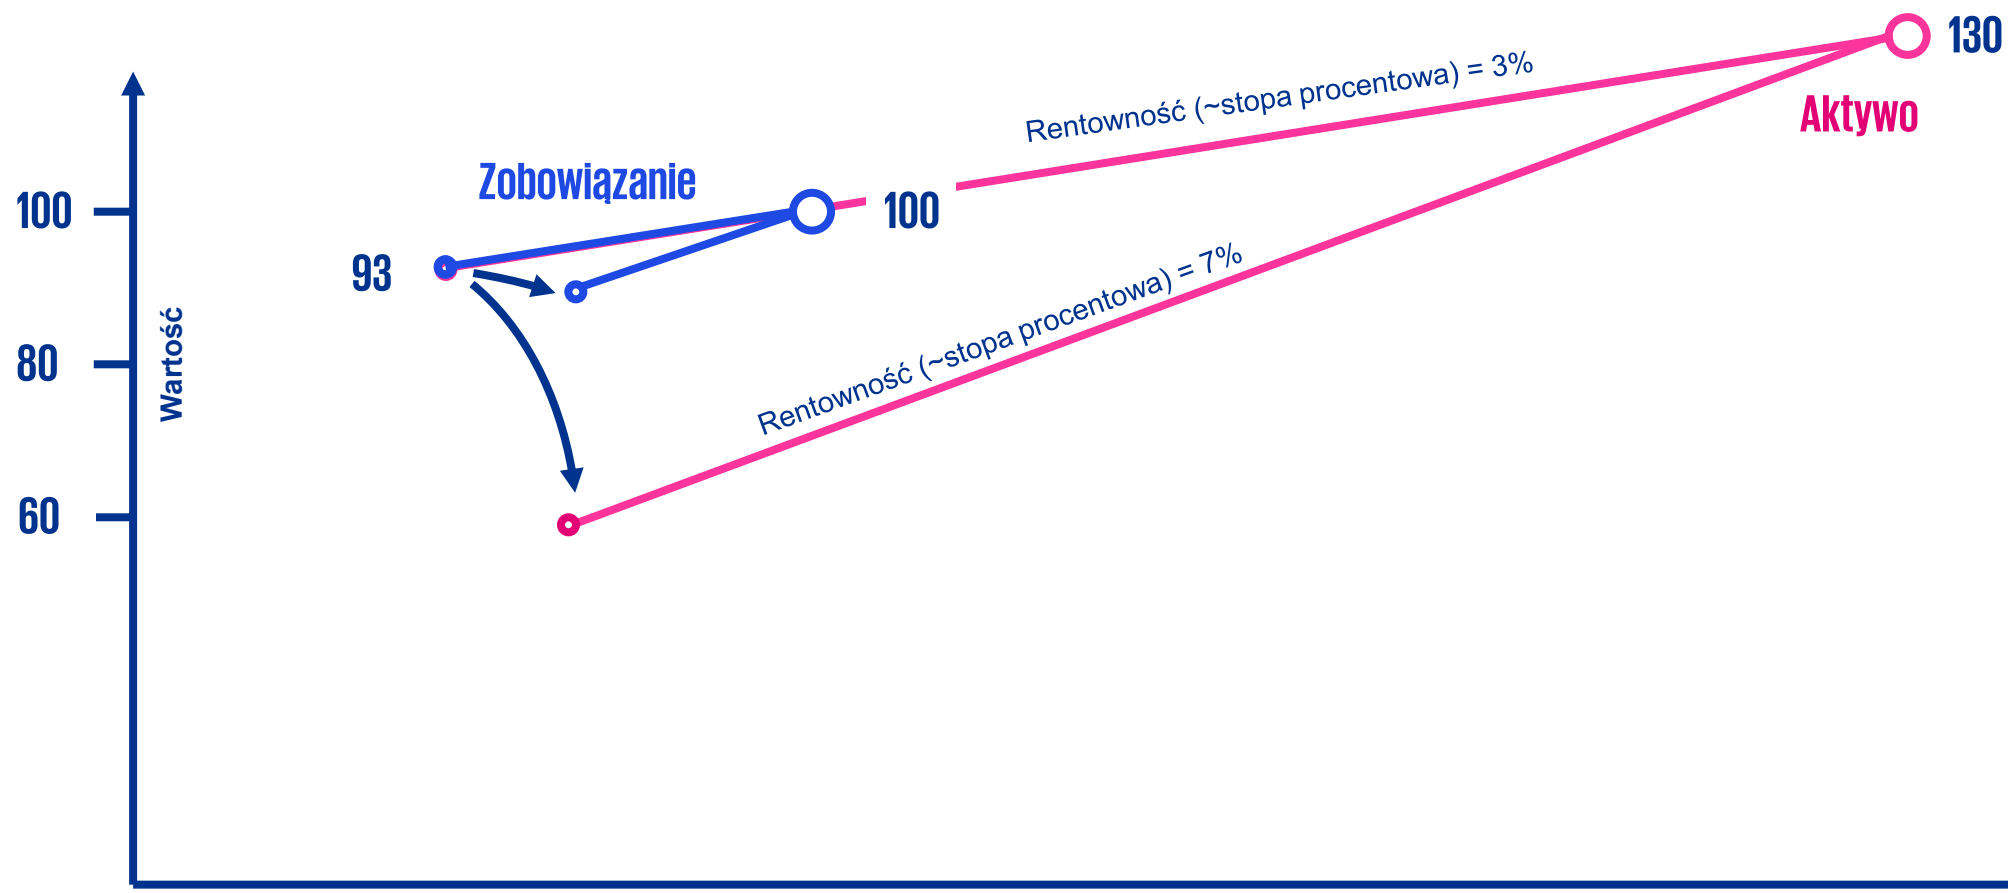 130
Rentowność (~stopa procentowa) = 3%
Aktywo
Zobowiązanie
100
100
93
Rentowność (~stopa procentowa) = 7%
Wartość
80
60